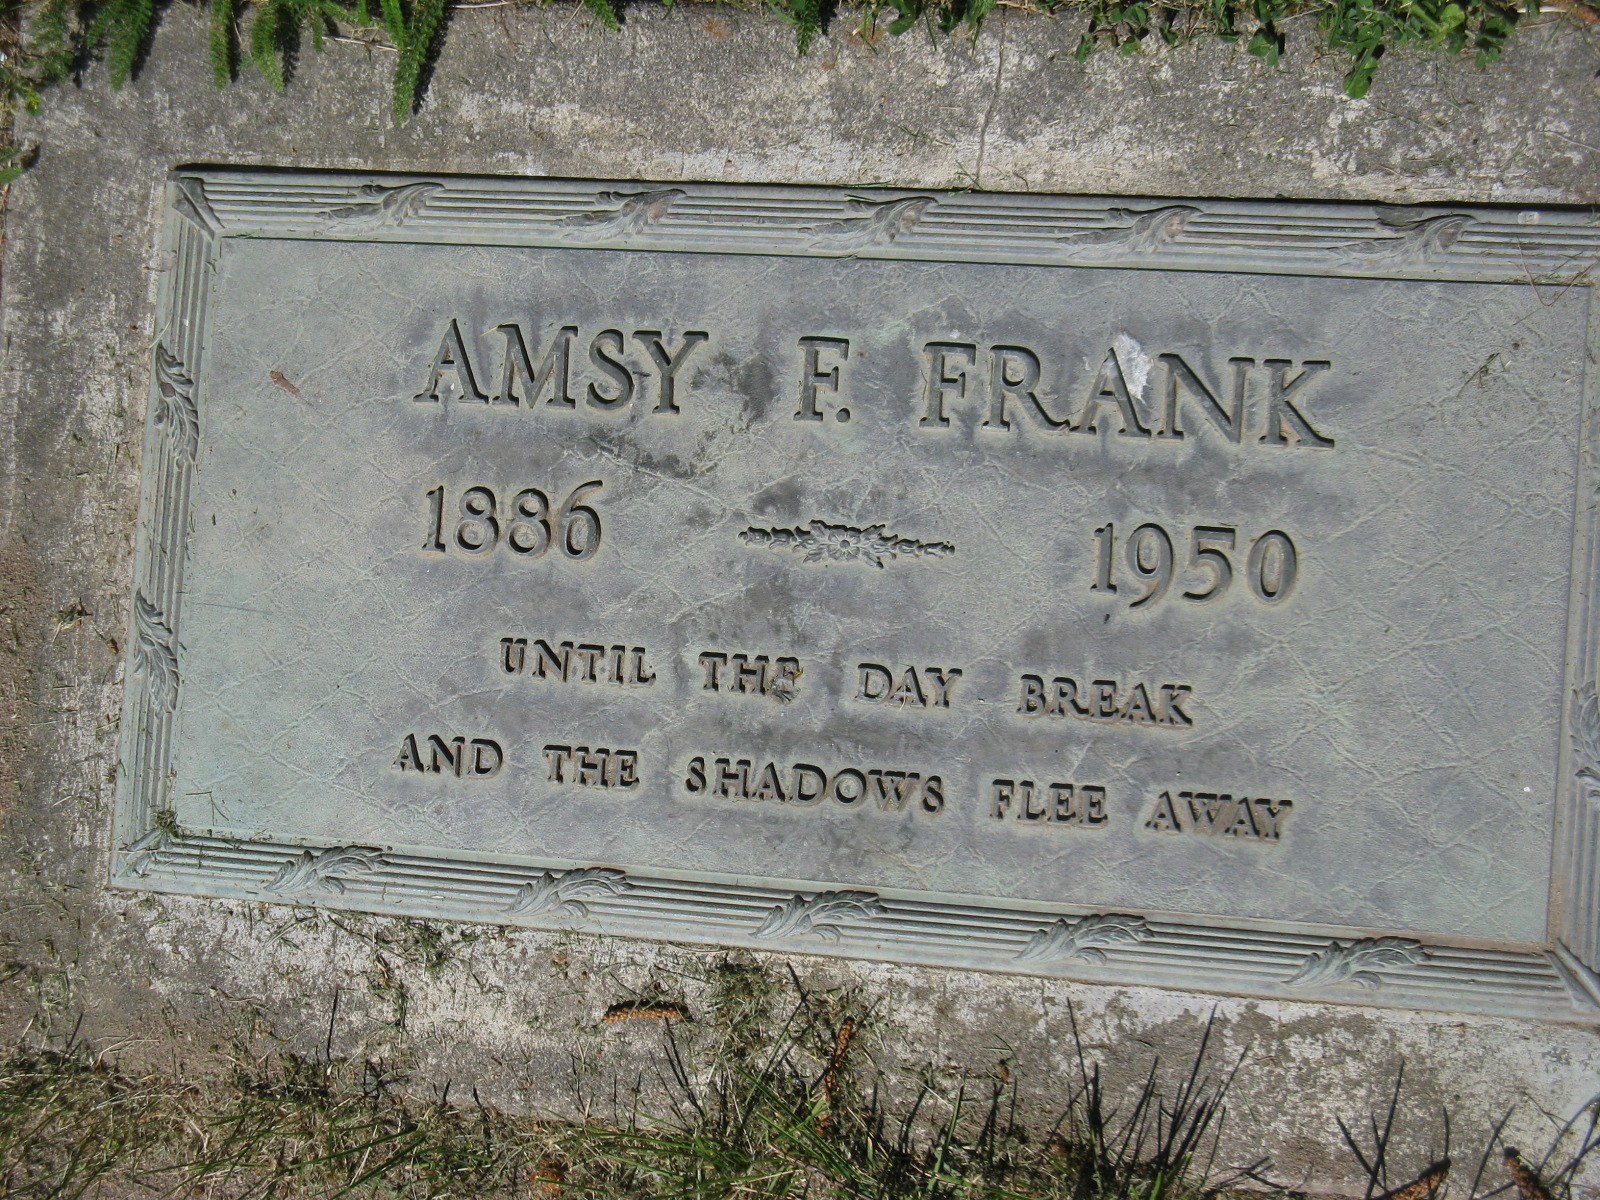 AMSY F. FRANK
1886 1950
UNTIL THE DAY BREAK
AND THE SHADOWS FLEE AWAY